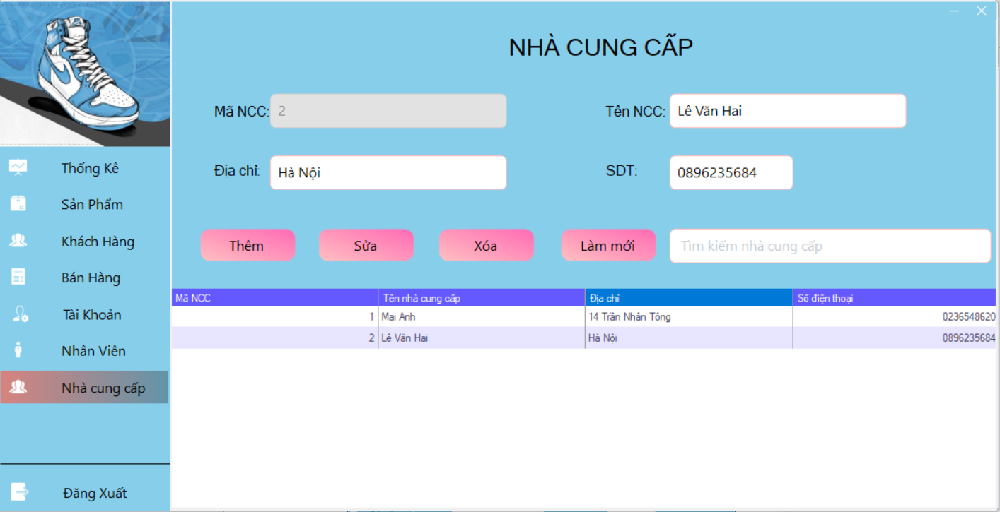 NHÀ CUNG CẤP
Mã NCC: 2
Tên NCC: Lê Văn Hai
Địa chỉ: Hà Nội
SDT: 0896235684
Thêm Sửa Xóa Làm mới Tìm kiếm nhà cung cấp
Mã NCC Tên nhà cung cấp Địa chỉ Số điện thoại
1 Mai Anh 14 Trần Nhân Tông 0236548620
2 Lê Văn Hai Hà Nội 0896235684
Thống Kê
Sản Phẩm
Khách Hàng
Bán Hàng
Tài Khoản
Nhân Viên
Nhà cung cấp
Đăng Xuất